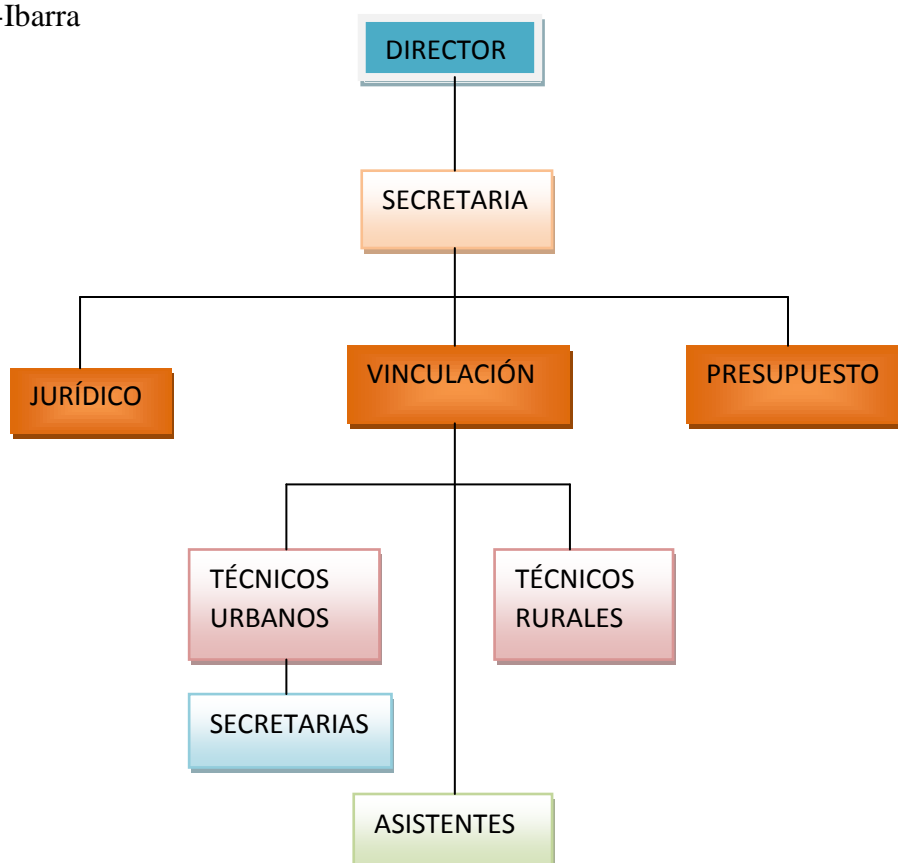 -Ibarra
DIRECTOR
SECRETARIA
JURÍDICO
VINCULACIÓN
PRESUPUESTO
TÉCNICOS
URBANOS
TÉCNICOS
RURALES
SECRETARIAS
ASISTENTES